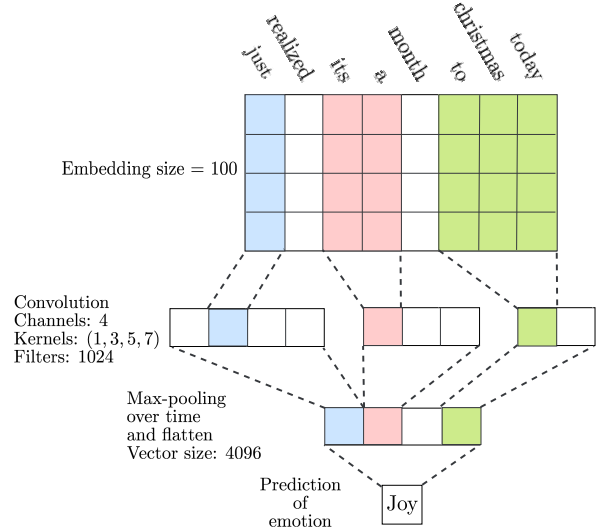 just realized its a month to christmas today
Embedding size = 100
Convolution
Channels: 4
Kernels: (1, 3, 5, 7)
Filters: 1024
Max-pooling
over time
and flatten
Vector size: 4096
Prediction
of
emotion
Joy